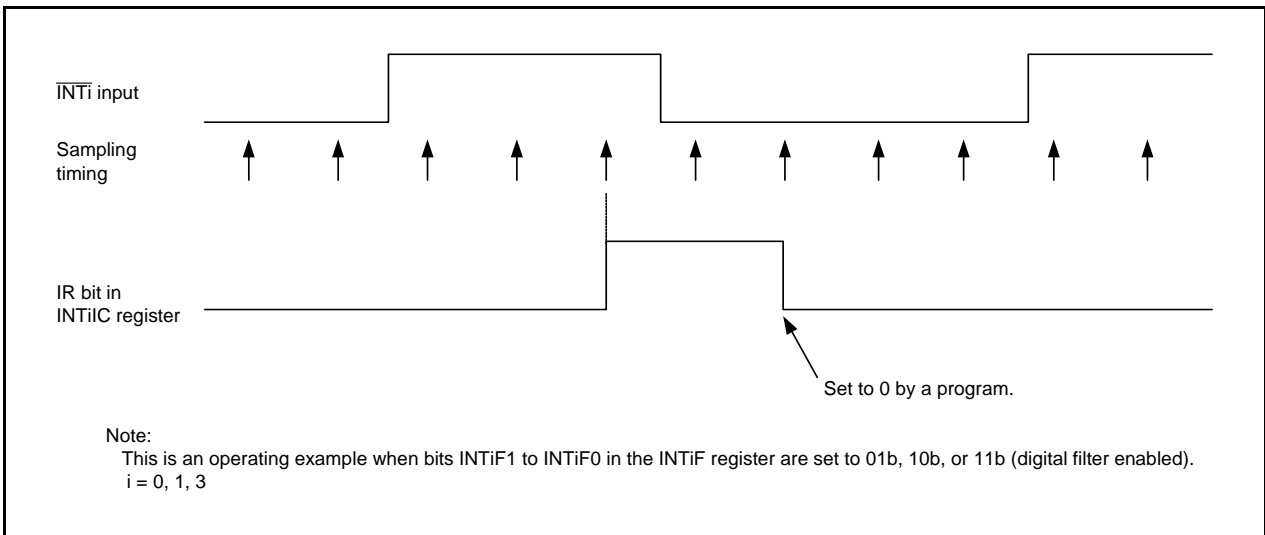 INTi input
Sampling
timing
IR bit in
INTiIC register
Set to 0 by a program.
Note:
This is an operating example when bits INTiF1 to INTiF0 in the INTiF register are set to 01b, 10b, or 11b (digital filter enabled).
i = 0, 1, 3